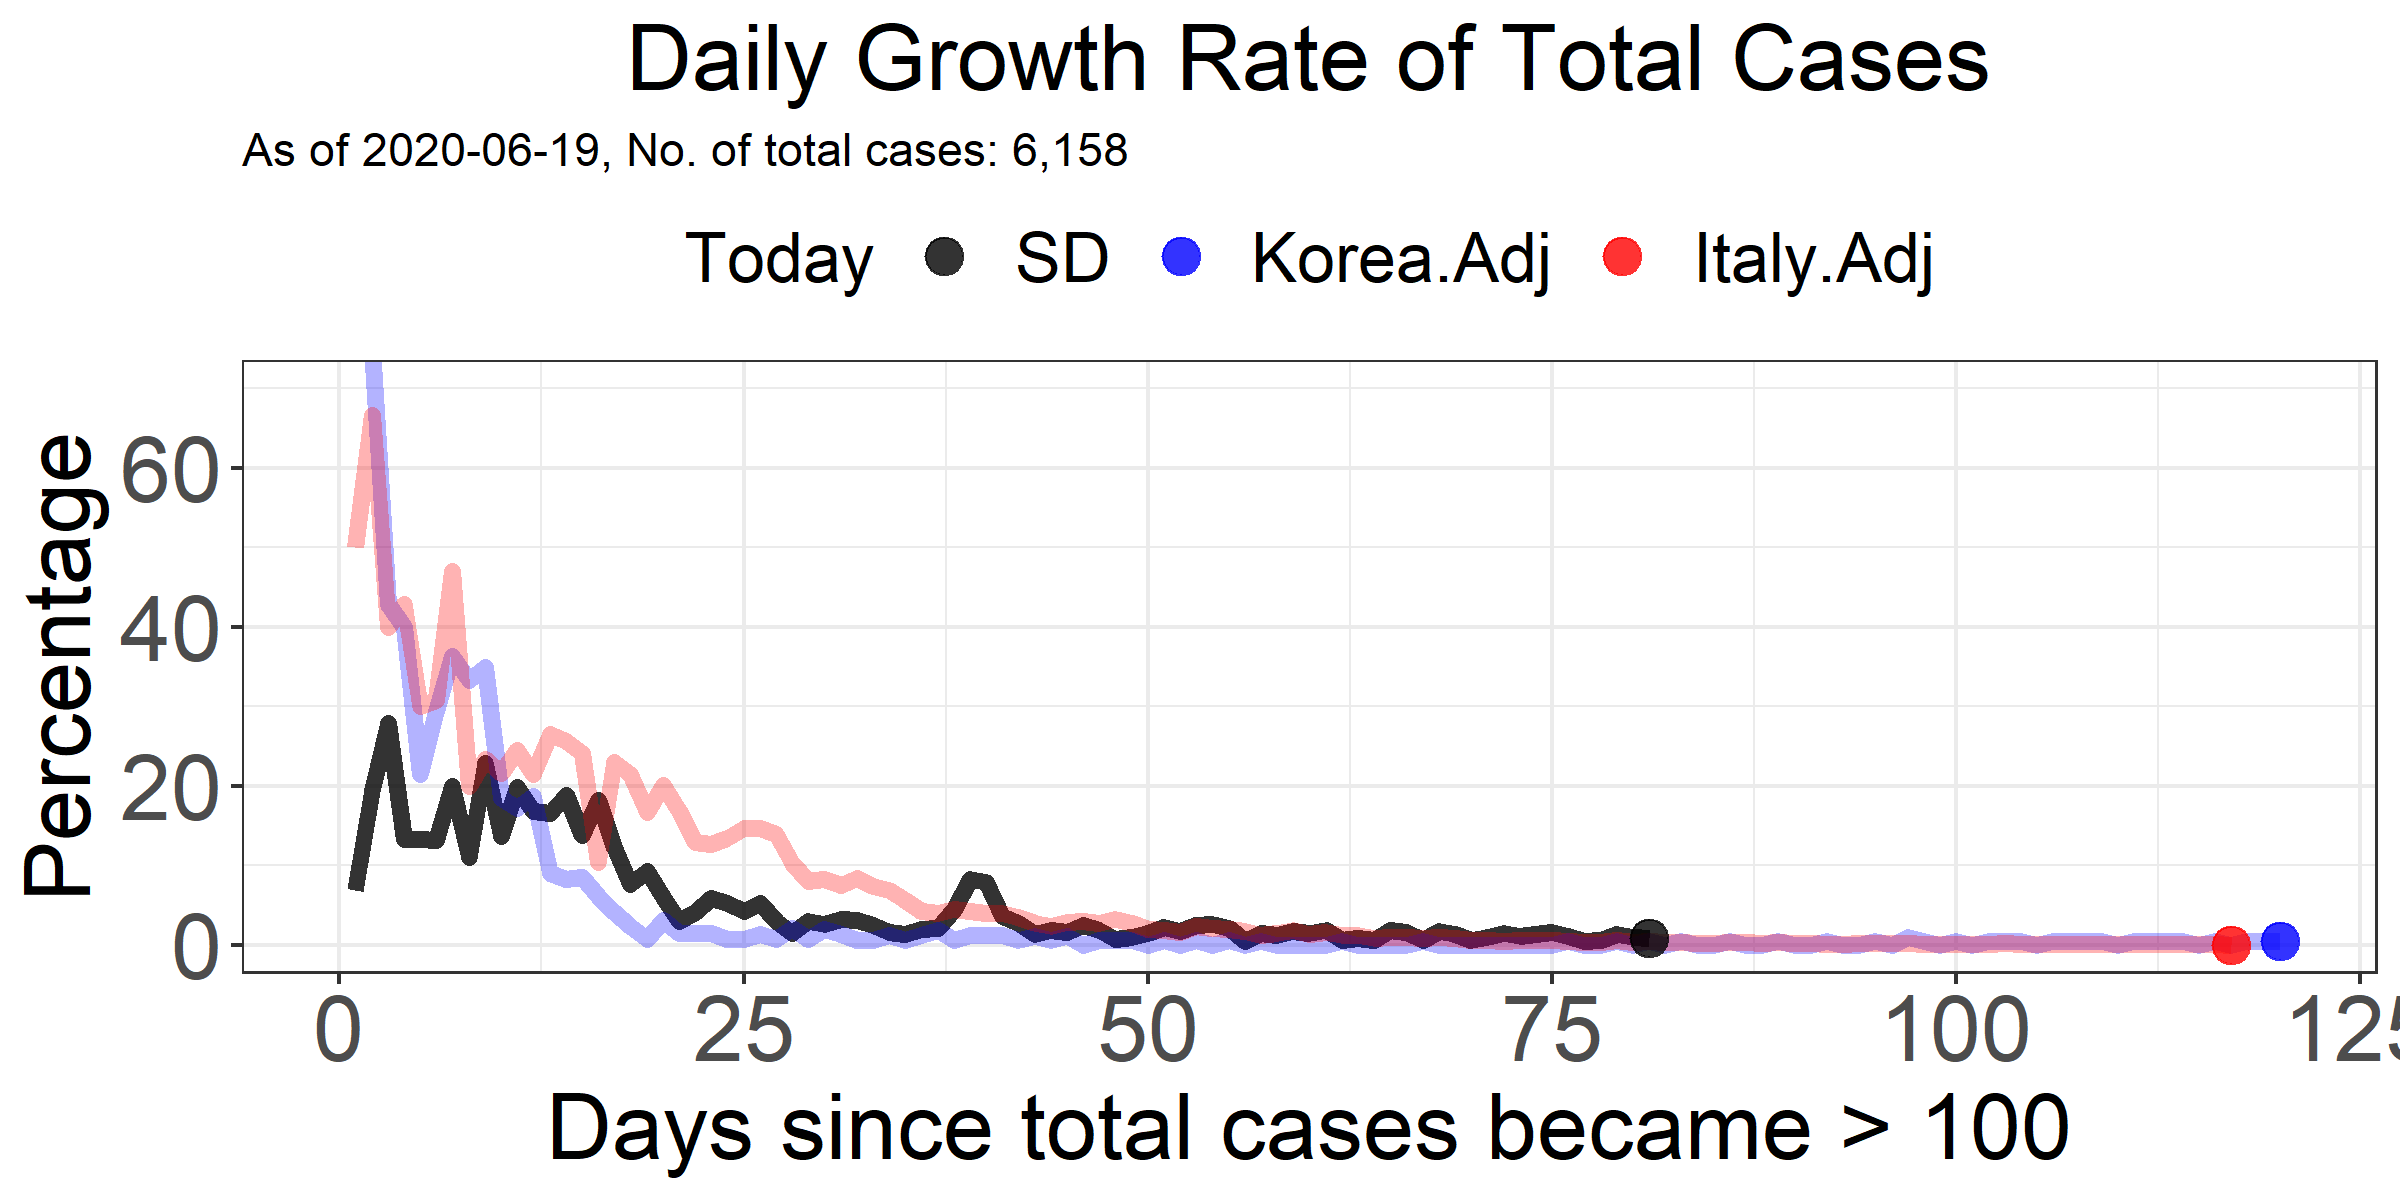 Daily Growth Rate of Total Cases
As of 2020-06-19, No. of total cases: 6,158
Today SD Korea.Adj Italy.Adj
Percentage
60
40
20
0
0 25 50 75 100 125
Days since total cases became > 100